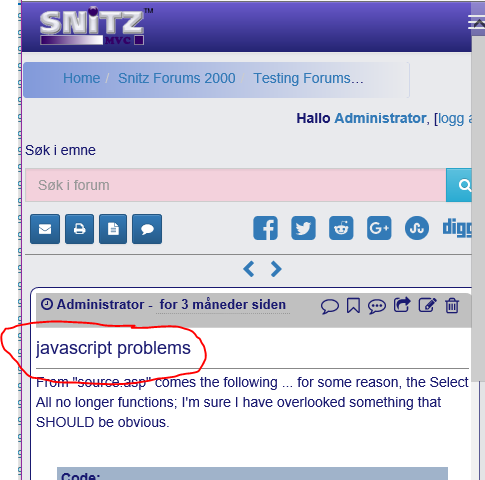 SNiTZ™
MVC
Home / Snitz Forums 2000 / Testing Forums…
Hallo Administrator, [logg a
Søk i emne
Søk i forum
digg
Administrator - for 3 måneder siden
javascript problems
From "source.asp" comes the following ... for some reason, the Select
All no longer functions; I'm sure I have overlooked something that
SHOULD be obvious.
Code: